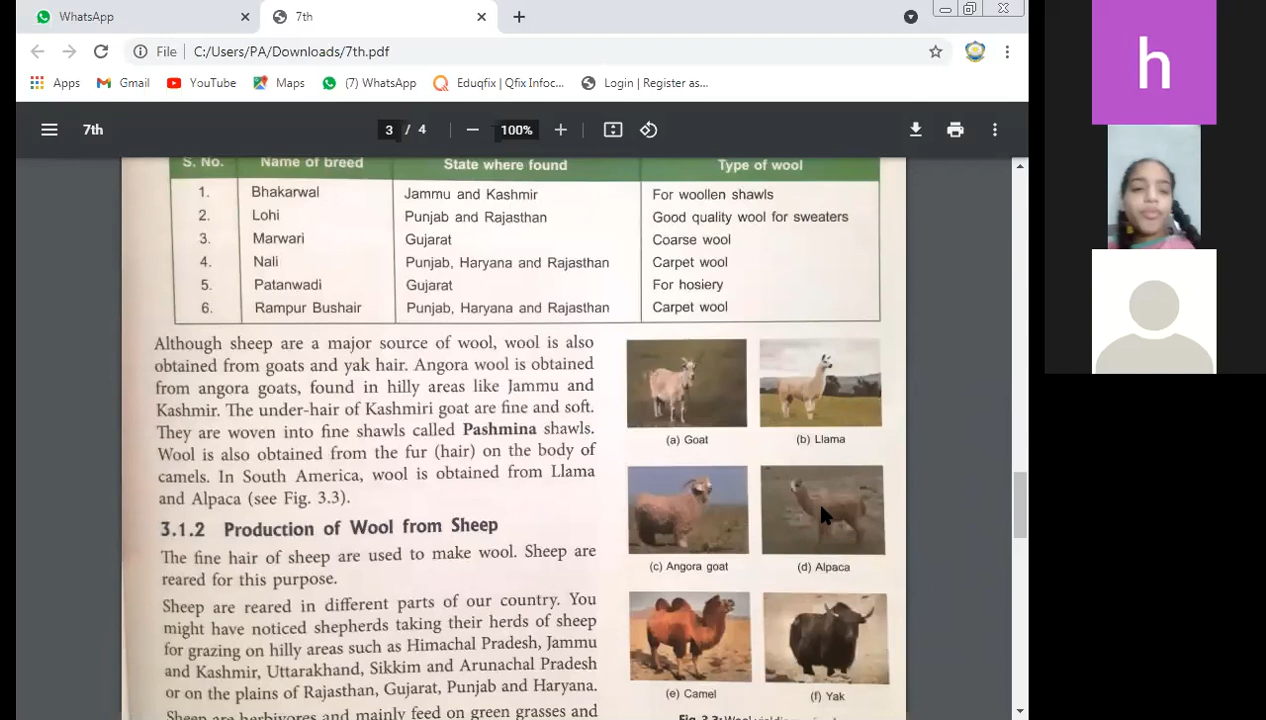 WhatsApp
7th
File
C:/Users/PA/Downloads/7th.pdf
Apps
Gmail
YouTube
Maps
(7) WhatsApp
Eduqfix | Qfix Infoc...
Login | Register as...
7th
3 / 4
100%
S. No. Name of breed State where found Type of wool
1. Bhakarwal Jammu and Kashmir For woollen shawls
2. Lohi Punjab and Rajasthan Good quality wool for sweaters
3. Marwari Gujarat Coarse wool
4. Nali Punjab, Haryana and Rajasthan Carpet wool
5. Patanwadi Gujarat For hosiery
6. Rampur Bushair Punjab, Haryana and Rajasthan Carpet wool
Although sheep are a major source of wool, wool is also
obtained from goats and yak hair. Angora wool is obtained
from angora goats, found in hilly areas like Jammu and
Kashmir. The under-hair of Kashmiri goat are fine and soft.
They are woven into fine shawls called Pashmina shawls.
Wool is also obtained from the fur (hair) on the body of
camels. In South America, wool is obtained from Llama
and Alpaca (see Fig. 3.3).
3.1.2 Production of Wool from Sheep
The fine hair of sheep are used to make wool. Sheep are
reared for this purpose.
Sheep are reared in different parts of our country. You
might have noticed shepherds taking their herds of sheep
for grazing on hilly areas such as Himachal Pradesh, Jammu
and Kashmir, Uttarakhand, Sikkim and Arunachal Pradesh
or on the plains of Rajasthan, Gujarat, Punjab and Haryana.
Sheep are herbivores and mainly feed on green grasses and
(a) Goat
(b) Llama
(c) Angora goat
(d) Alpaca
(e) Camel
(f) Yak
h